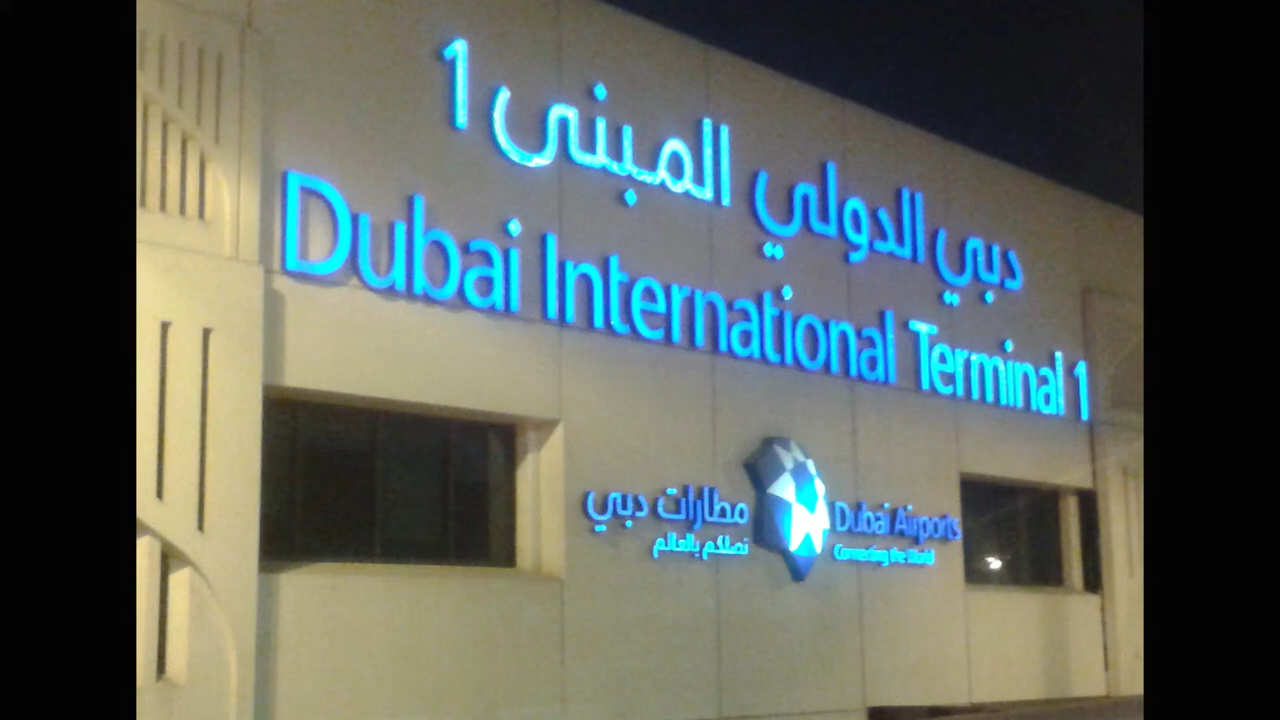 دبي الدولي المبنى 1
Dubai International Terminal 1
مطارات دبي
نصلكم بالعالم
Dubai Airports
Connecting the World